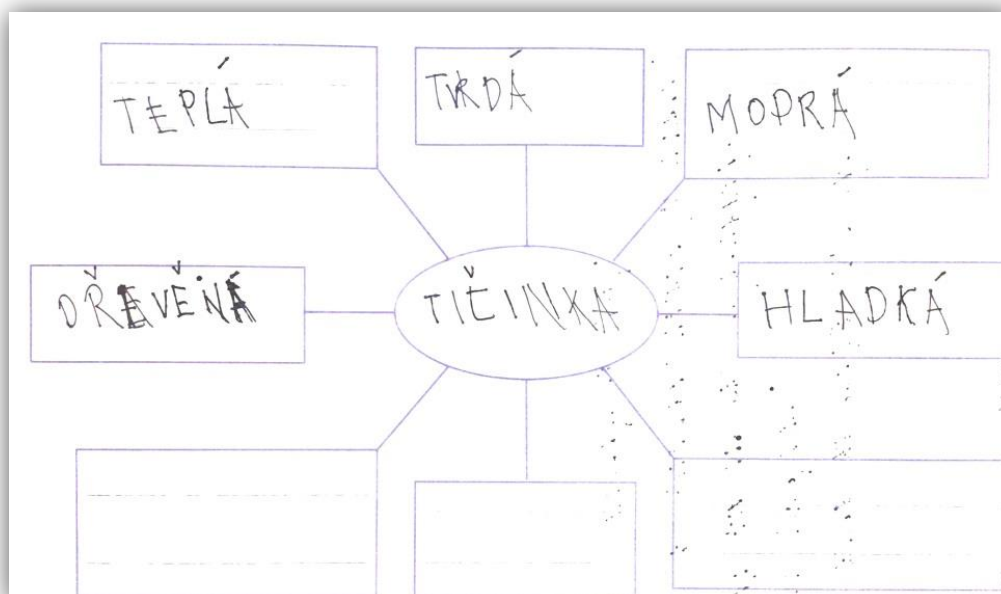 TEPLÁ
TVRDÁ
MOPRÁ
DŘEVĚNÁ
TIČINKA
HLADKÁ